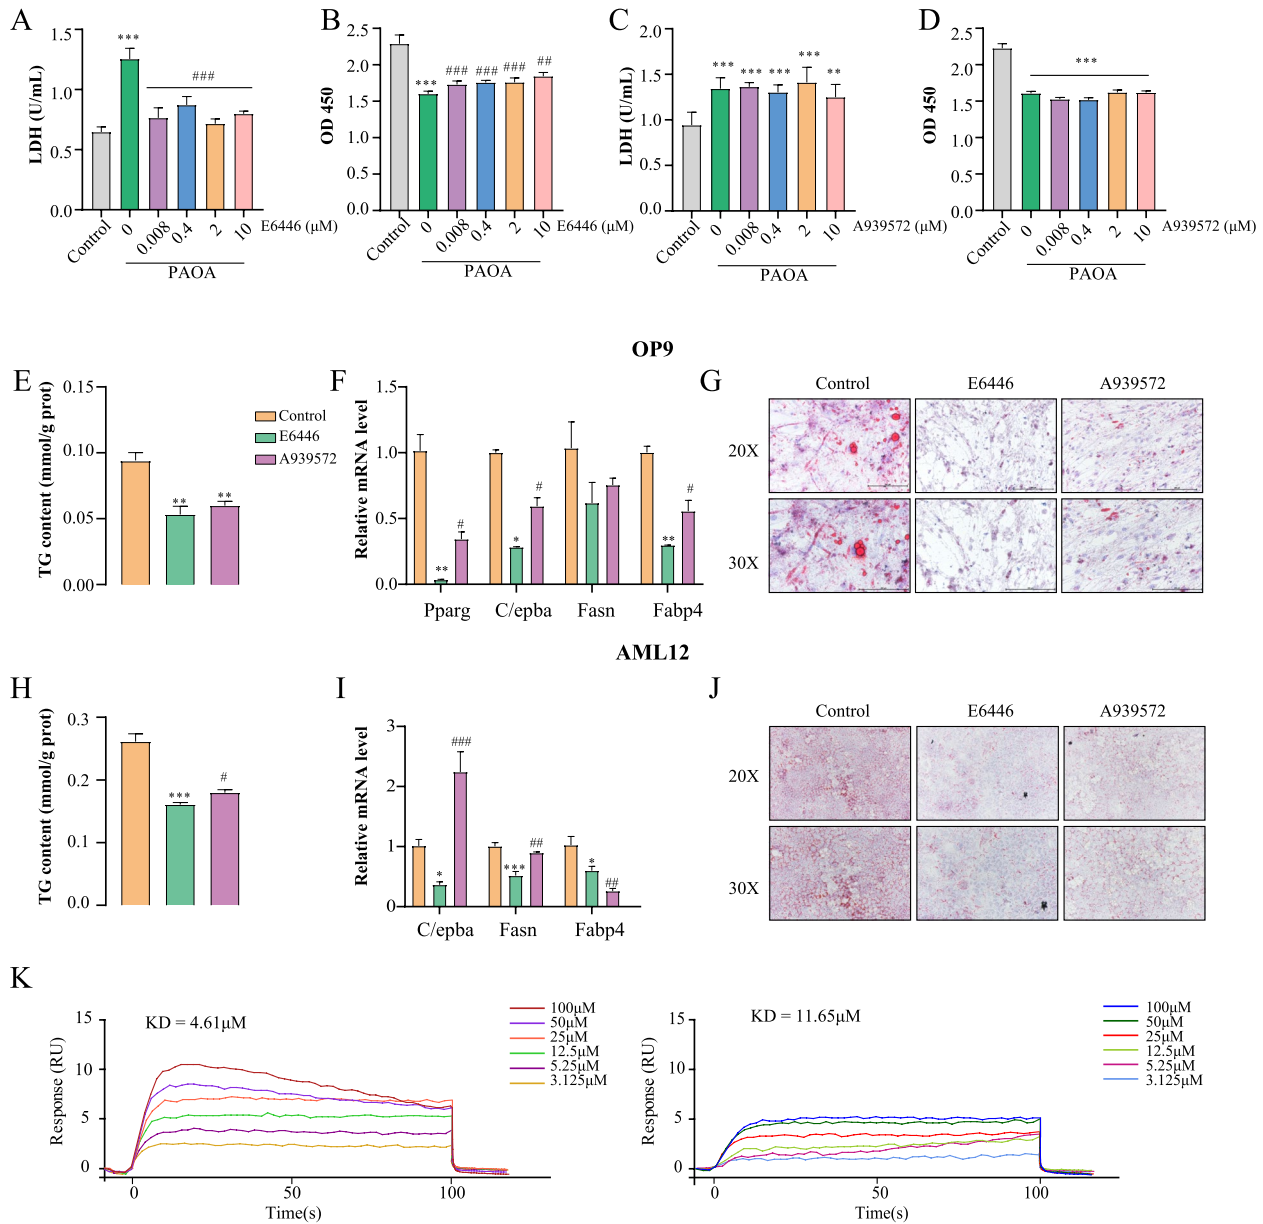 A
LDH (U/mL)
1.5
1.0
0.5
0.0
***
###
Control
0
0.008
0.4
2
10
E6446 (μM)
PAOA
B
OD 450
2.5
2.0
1.5
1.0
0.5
0.0
***
###
###
###
##
Control
0
0.008
0.4
2
10
E6446 (μM)
PAOA
C
LDH (U/mL)
2.0
1.5
1.0
0.5
0.0
***
***
***
***
**
Control
0
0.008
0.4
2
10
A939572 (μM)
PAOA
D
OD 450
2.5
2.0
1.5
1.0
0.5
0.0
***
Control
0
0.008
0.4
2
10
A939572 (μM)
PAOA
OP9
E
TG content (mmol/g prot)
0.15
0.10
0.05
0.00
**
**
Control
E6446
A939572
F
Relative mRNA level
1.5
1.0
0.5
0.0
**
#
*
#
**
#
Pparg
C/epba
Fasn
Fabp4
G
Control
E6446
A939572
20X
30X
AML12
H
TG content (mmol/g prot)
0.3
0.2
0.1
0.0
***
#
I
Relative mRNA level
3
2
1
0
*
###
***
##
*
##
C/epba
Fasn
Fabp4
J
Control
E6446
A939572
20X
30X
K
Response (RU)
15
10
5
0
KD = 4.61μM
100μM
50μM
25μM
12.5μM
5.25μM
3.125μM
0
50
100
Time(s)
Response (RU)
15
10
5
0
KD = 11.65μM
100μM
50μM
25μM
12.5μM
5.25μM
3.125μM
0
50
100
Time(s)